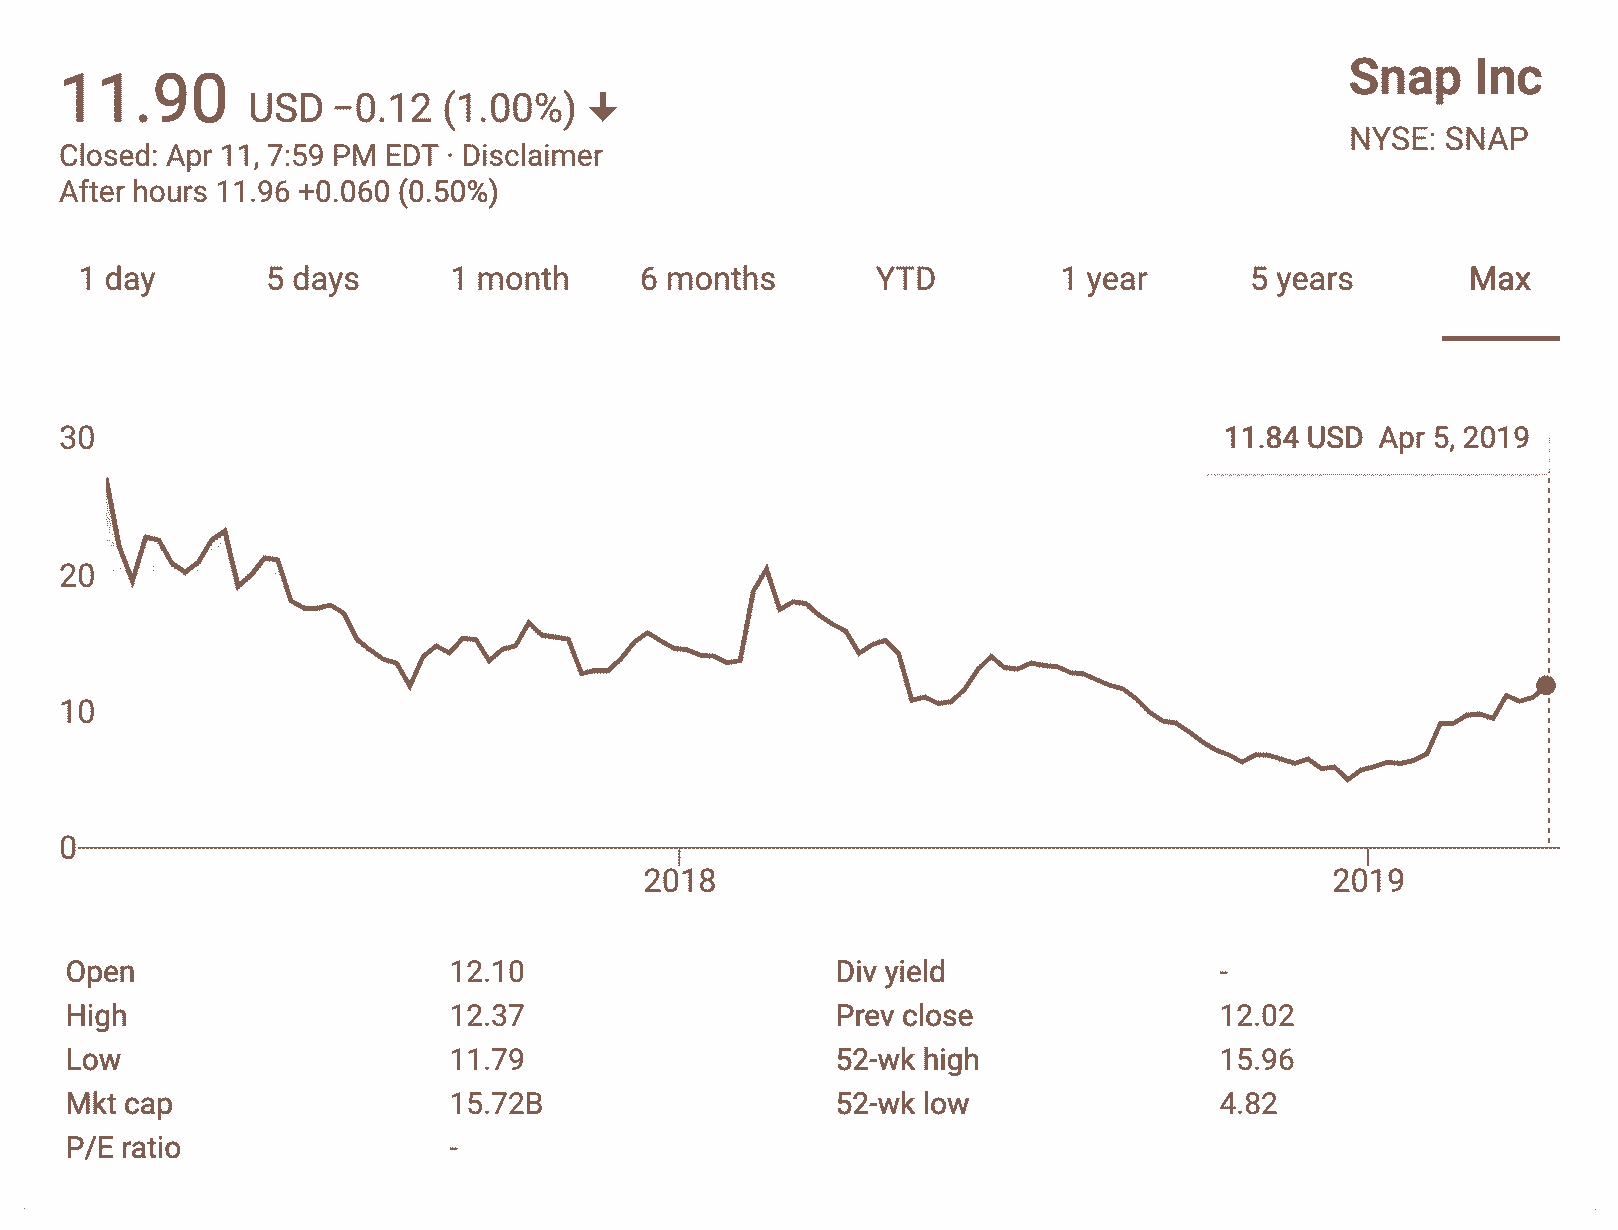 11.90 USD −0.12 (1.00%) ↓
Closed: Apr 11, 7:59 PM EDT · Disclaimer
After hours 11.96 +0.060 (0.50%)
Snap Inc
NYSE: SNAP
1 day 5 days 1 month 6 months YTD 1 year 5 years Max
11.84 USD Apr 5, 2019
30
20
10
0
2018 2019
Open 12.10 Div yield -
High 12.37 Prev close 12.02
Low 11.79 52-wk high 15.96
Mkt cap 15.72B 52-wk low 4.82
P/E ratio -